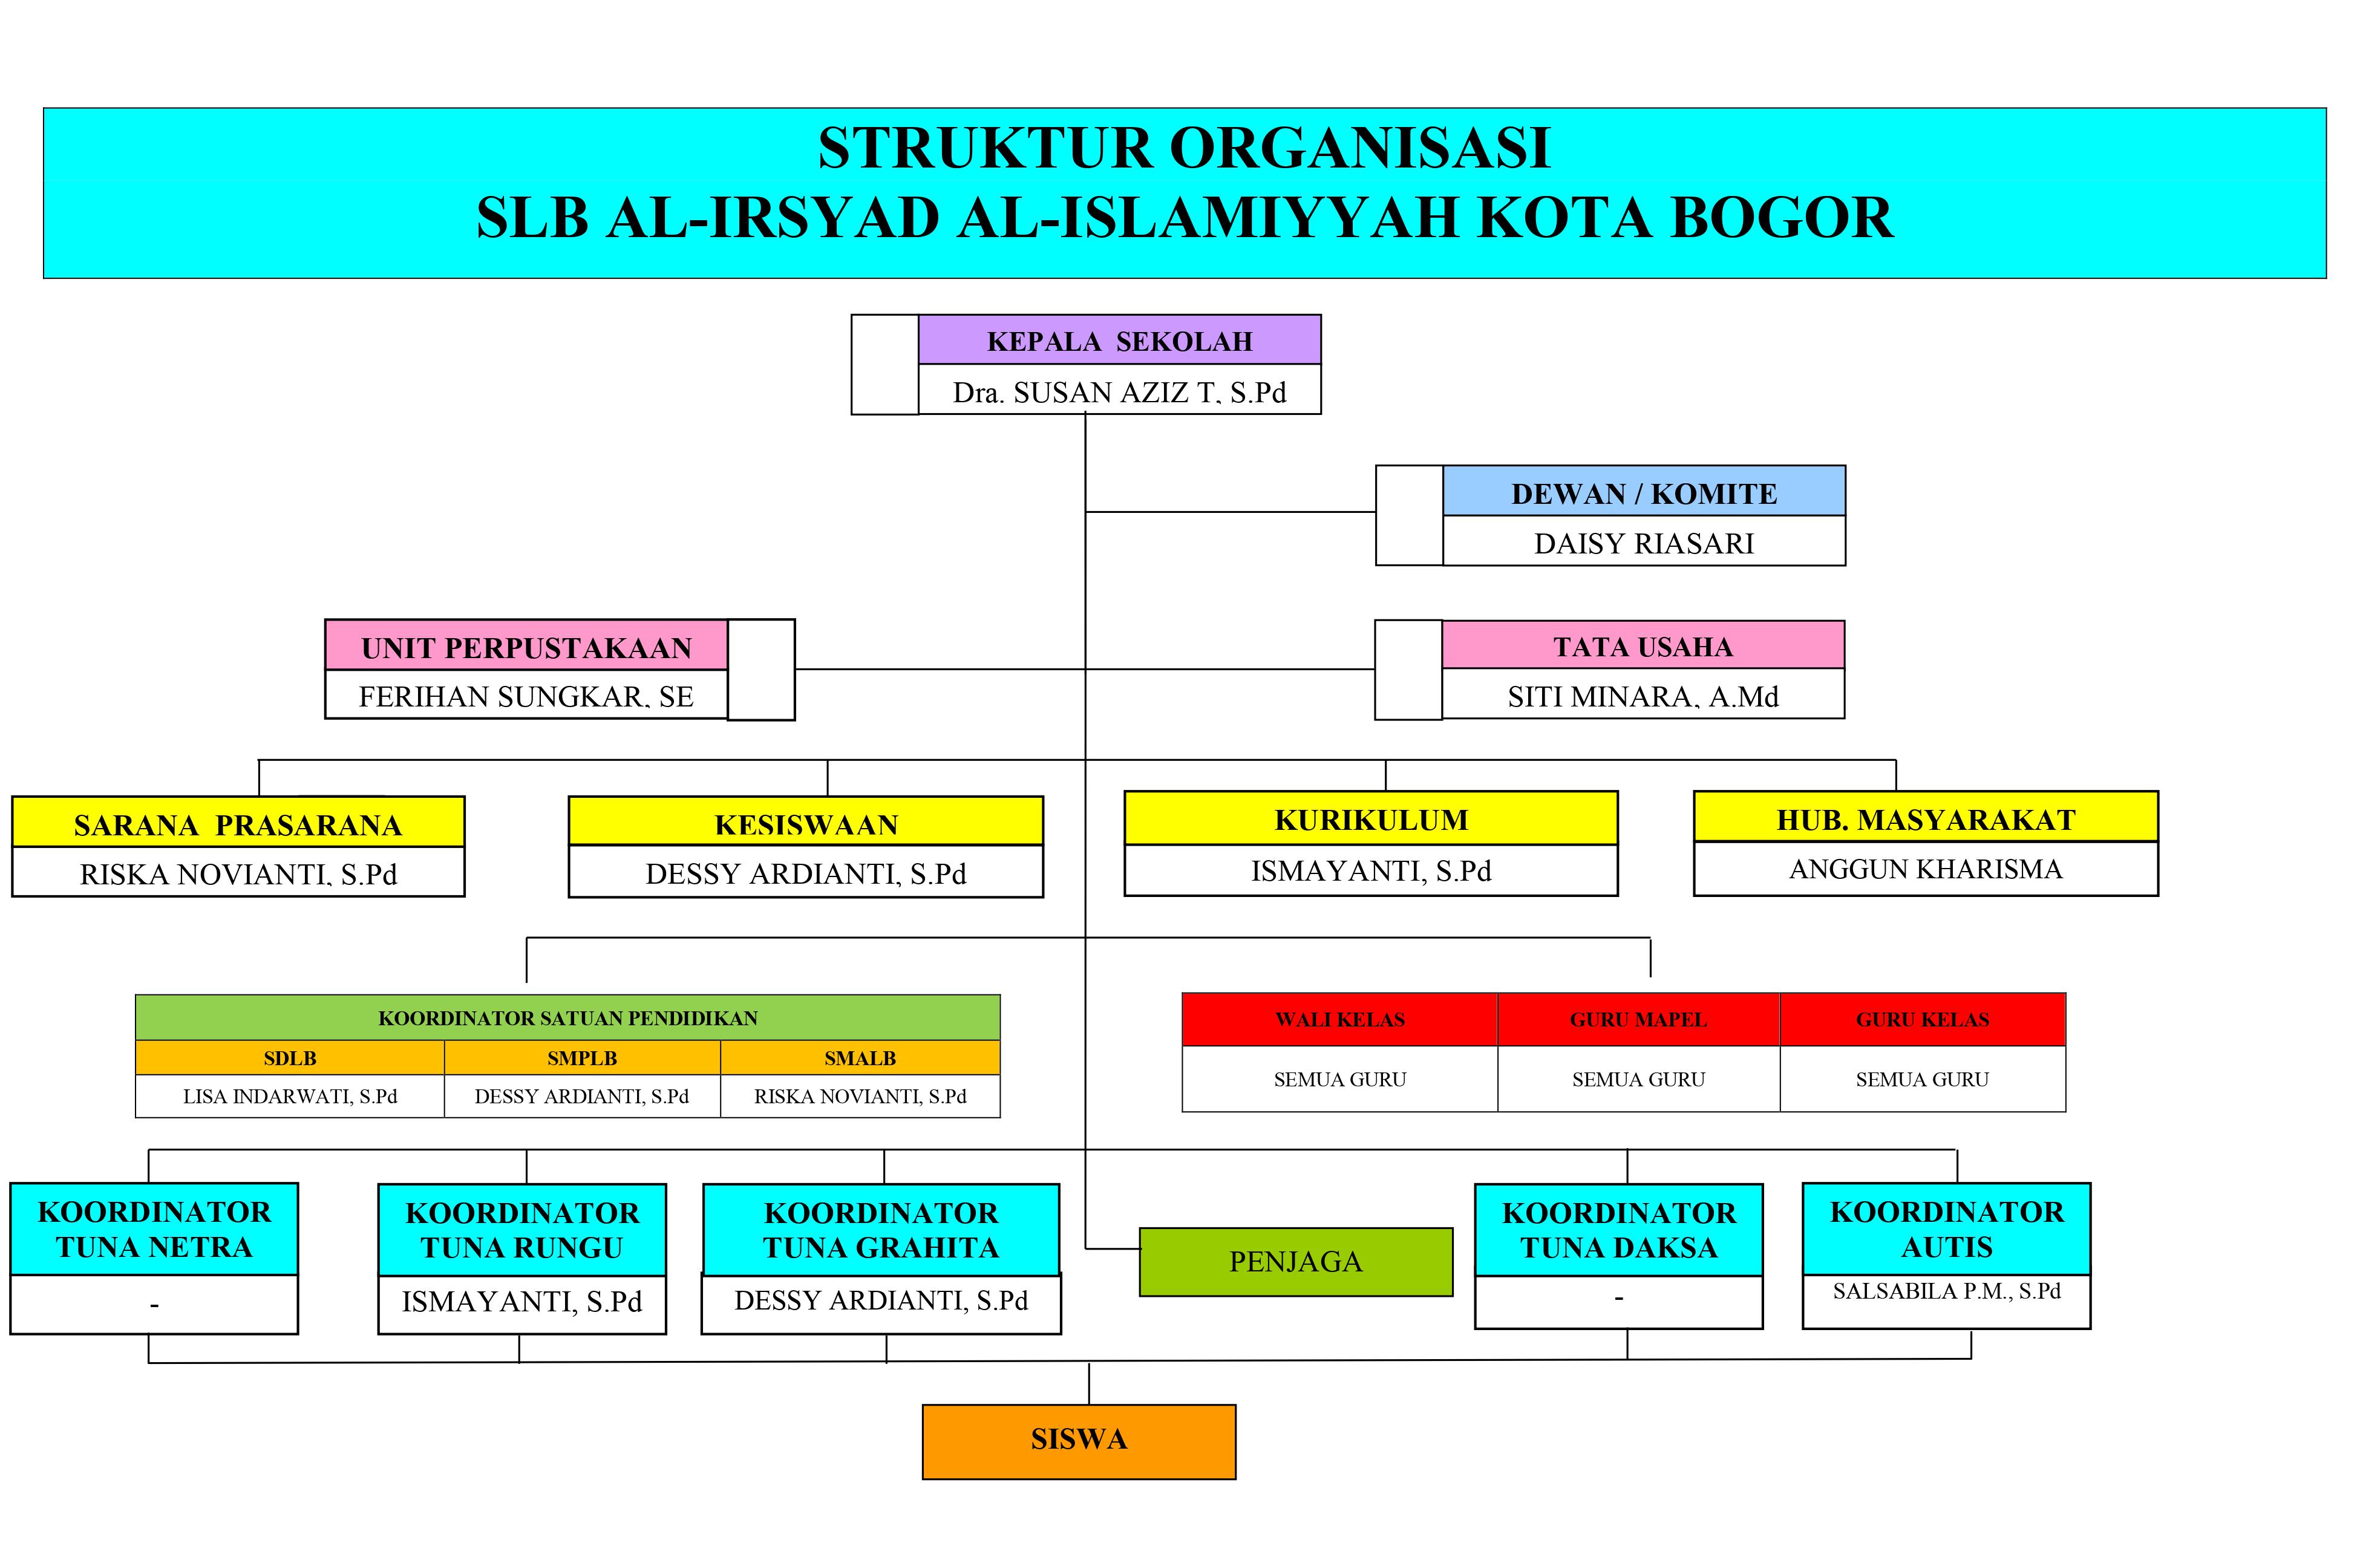 STRUKTUR ORGANISASI
SLB AL-IRSYAD AL-ISLAMIYYAH KOTA BOGOR
KEPALA SEKOLAH
Dra. SUSAN AZIZ T, S.Pd
DEWAN / KOMITE
DAISY RIASARI
UNIT PERPUSTAKAAN
FERIHAN SUNGKAR, SE
TATA USAHA
SITI MINARA, A.Md
SARANA PRASARANA
RISKA NOVIANTI, S.Pd
KESISWAAN
DESSY ARDIANTI, S.Pd
KURIKULUM
ISMAYANTI, S.Pd
HUB. MASYARAKAT
ANGGUN KHARISMA
KOORDINATOR SATUAN PENDIDIKAN
SDLB SMPLB SMALB
LISA INDARWATI, S.Pd DESSY ARDIANTI, S.Pd RISKA NOVIANTI, S.Pd
WALI KELAS GURU MAPEL GURU KELAS
SEMUA GURU SEMUA GURU SEMUA GURU
KOORDINATOR
TUNA NETRA
-
KOORDINATOR
TUNA RUNGU
ISMAYANTI, S.Pd
KOORDINATOR
TUNA GRAHITA
DESSY ARDIANTI, S.Pd
PENJAGA
KOORDINATOR
TUNA DAKSA
-
KOORDINATOR
AUTIS
SALSABILA P.M., S.Pd
SISWA